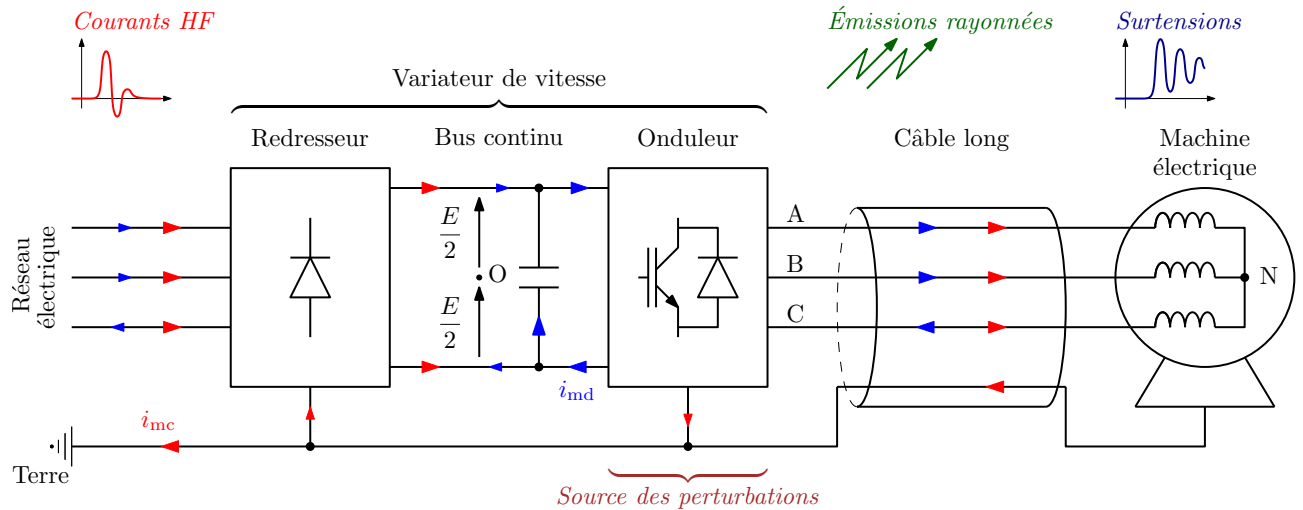 Courants HF
Émissions rayonnées
Surtensions
Variateur de vitesse
Redresseur
Bus continu
Onduleur
Câble long
Machine
électrique
Réseau
électrique
E
2
O
E
2
A
B
C
N
i_md
i_mc
Terre
Source des perturbations